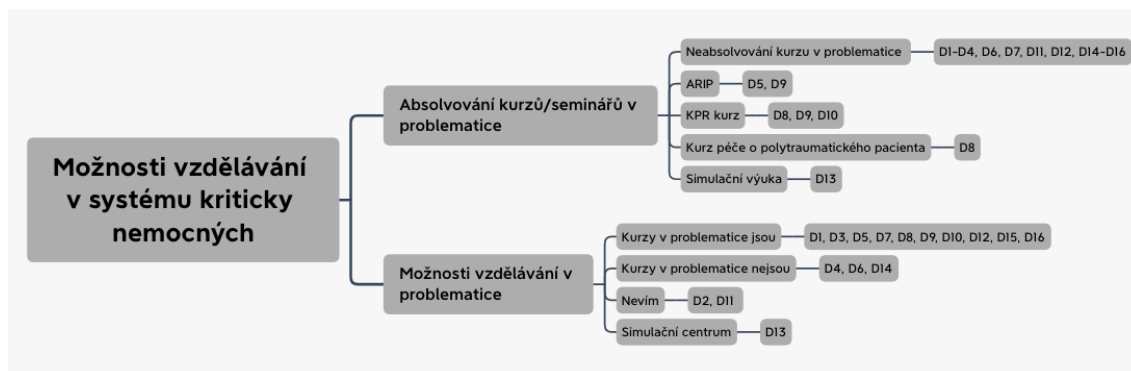 Možnosti vzdělávání
v systému kriticky
nemocných
Absolvování kurzů/seminářů v
problematice
Neabsolvování kurzu v problematice
D1-D4, D6, D7, D11, D12, D14-D16
ARIP
D5, D9
KPR kurz
D8, D9, D10
Kurz péče o polytraumatického pacienta
D8
Simulační výuka
D13
Možnosti vzdělávání v
problematice
Kurzy v problematice jsou
D1, D3, D5, D7, D8, D9, D10, D12, D15, D16
Kurzy v problematice nejsou
D4, D6, D14
Nevím
D2, D11
Simulační centrum
D13